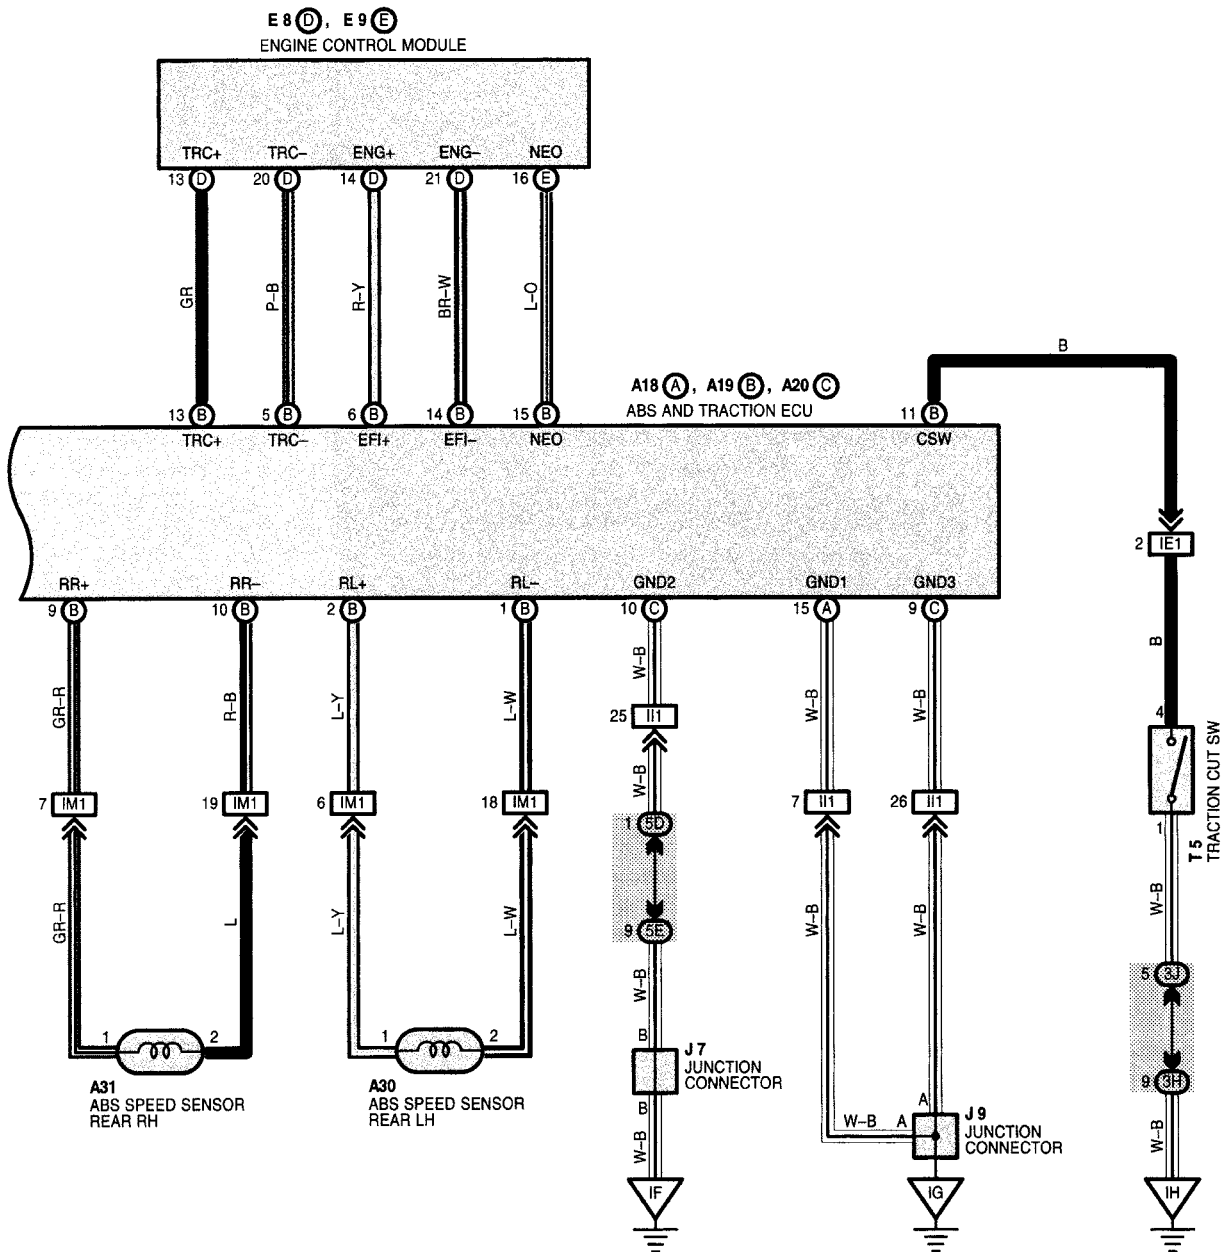 E 8 D, E 9 E
ENGINE CONTROL MODULE
TRC+ TRC– ENG+ ENG– NEO
13 D 20 D 14 D 21 D 16 E
GR P–B R–Y BR–W L–O
B
A18 A, A19 B, A20 C
ABS AND TRACTION ECU
13 B 5 B 6 B 14 B 15 B 11 B
TRC+ TRC– EFI+ EFI– NEO CSW
2 IE1
RR+ RR– RL+ RL– GND2 GND1 GND3
9 B 10 B 2 B 1 B 10 C 15 A 9 C
W–B B
GR–R R–B L–Y L–W W–B W–B
25 II1 4
W–B
7 IM1 19 IM1 6 IM1 18 IM1 7 II1 26 II1
T 5
TRACTION CUT SW
1 5D 1
GR–R L L–Y L–W W–B W–B W–B
9 5E
W–B 5 3J
1 2 1 2 B
J 7
JUNCTION
CONNECTOR
9 3H
A31
ABS SPEED SENSOR
REAR RH
A30
ABS SPEED SENSOR
REAR LH
B A
W–B W–B A W–B
J 9
JUNCTION
CONNECTOR
IF IG IH